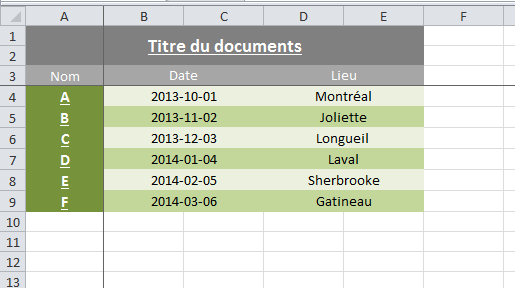 A B C D E F
1
2 Titre du documents
3 Nom Date Lieu
4 A 2013-10-01 Montréal
5 B 2013-11-02 Joliette
6 C 2013-12-03 Longueil
7 D 2014-01-04 Laval
8 E 2014-02-05 Sherbrooke
9 F 2014-03-06 Gatineau
10
11
12
13